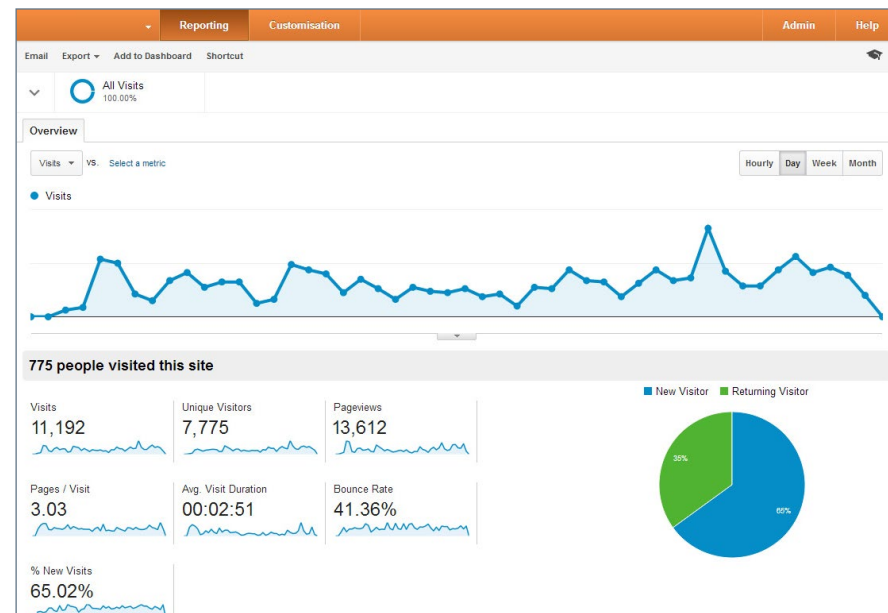 Reporting Customisation Admin Help
Email Export Add to Dashboard Shortcut
All Visits
100.00%
Overview
Visits VS. Select a metric Hourly Day Week Month
Visits
775 people visited this site
New Visitor Returning Visitor
Visits Unique Visitors Pageviews
11,192 7,775 13,612
35%
65%
Pages / Visit Avg. Visit Duration Bounce Rate
3.03 00:02:51 41.36%
% New Visits
65.02%